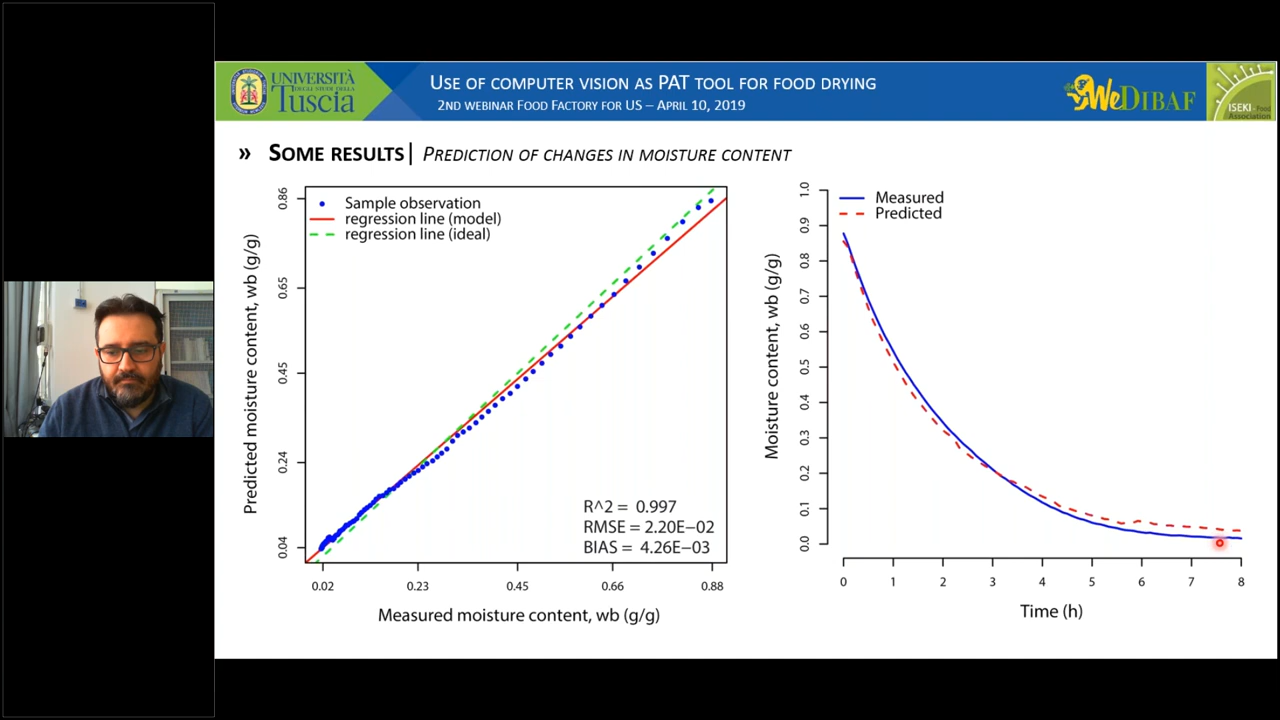 UNIVERSITÀ
DEGLI STUDI DELLA
TUSCIA
USE OF COMPUTER VISION AS PAT TOOL FOR FOOD DRYING
2ND WEBINAR FOOD FACTORY FOR US – APRIL 10, 2019
WeDIBAF
ISEKI - Food
Association
» SOME RESULTS| PREDICTION OF CHANGES IN MOISTURE CONTENT
Sample observation
regression line (model)
regression line (ideal)
Predicted moisture content, wb (g/g)
0.86
0.65
0.45
0.24
0.04
R^2 = 0.997
RMSE = 2.20E−02
BIAS = 4.26E−03
0.02 0.23 0.45 0.66 0.88
Measured moisture content, wb (g/g)
Measured
Predicted
Moisture content, wb (g/g)
1.0
0.9
0.8
0.7
0.6
0.5
0.4
0.3
0.2
0.1
0.0
0 1 2 3 4 5 6 7 8
Time (h)